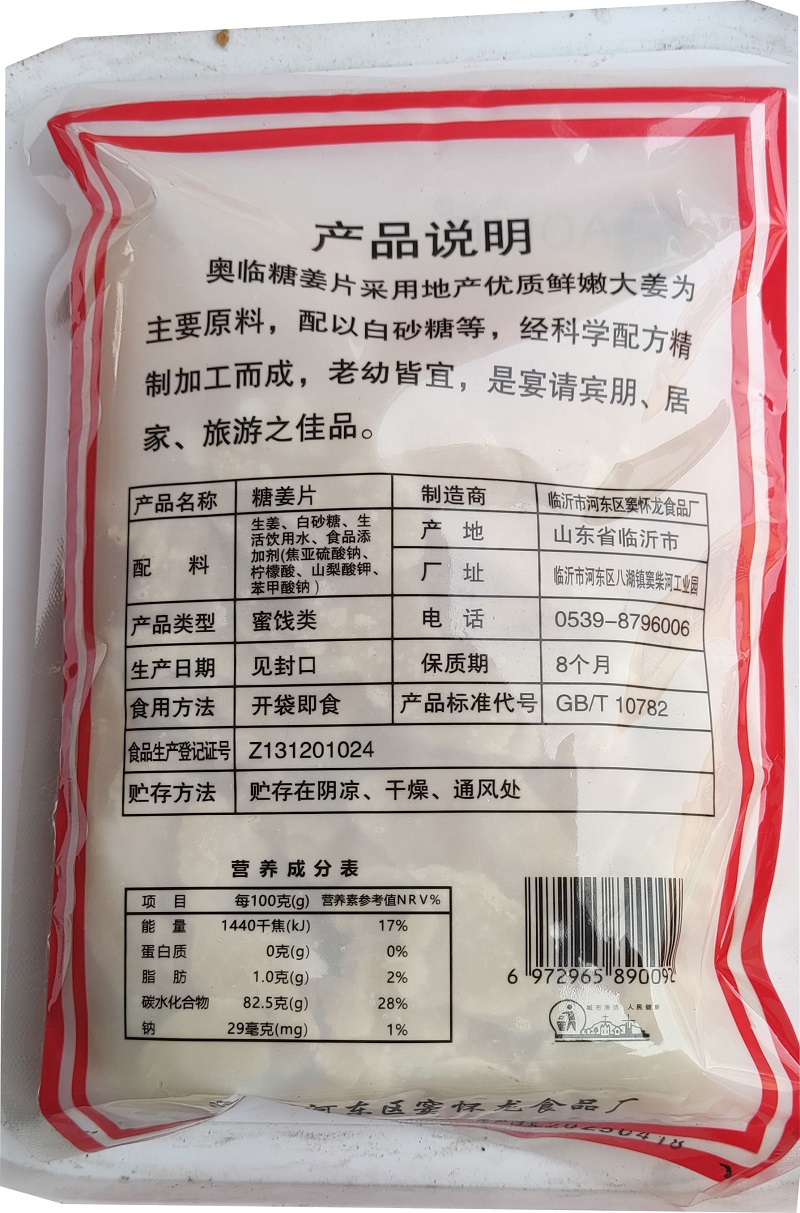 产品说明
奥临糖姜片采用地产优质鲜嫩大姜为
主要原料，配以白砂糖等，经科学配方精
制加工而成，老幼皆宜，是宴请宾朋、居
家、旅游之佳品。
产品名称 糖姜片 制造商 临沂市河东区窦怀龙食品厂
配 料 生姜、白砂糖、生
活饮用水、食品添
加剂(焦亚硫酸钠、
柠檬酸、山梨酸钾、
苯甲酸钠）
产 地 山东省临沂市
厂 址 临沂市河东区八湖镇窦柴河工业园
产品类型 蜜饯类 电 话 0539-8796006
生产日期 见封口 保质期 8个月
食用方法 开袋即食 产品标准代号 GB/T 10782
食品生产登记证号 Z131201024
贮存方法 贮存在阴凉、干燥、通风处
营养成分表
项 目 每100克(g) 营养素参考值NRV%
能 量 1440千焦(kJ) 17%
蛋白质 0克(g) 0%
脂 肪 1.0克(g) 2%
碳水化合物 82.5克(g) 28%
钠 29毫克(mg) 1%
6 972965 890092
人民健康
河东区窦怀龙食品厂
20230418